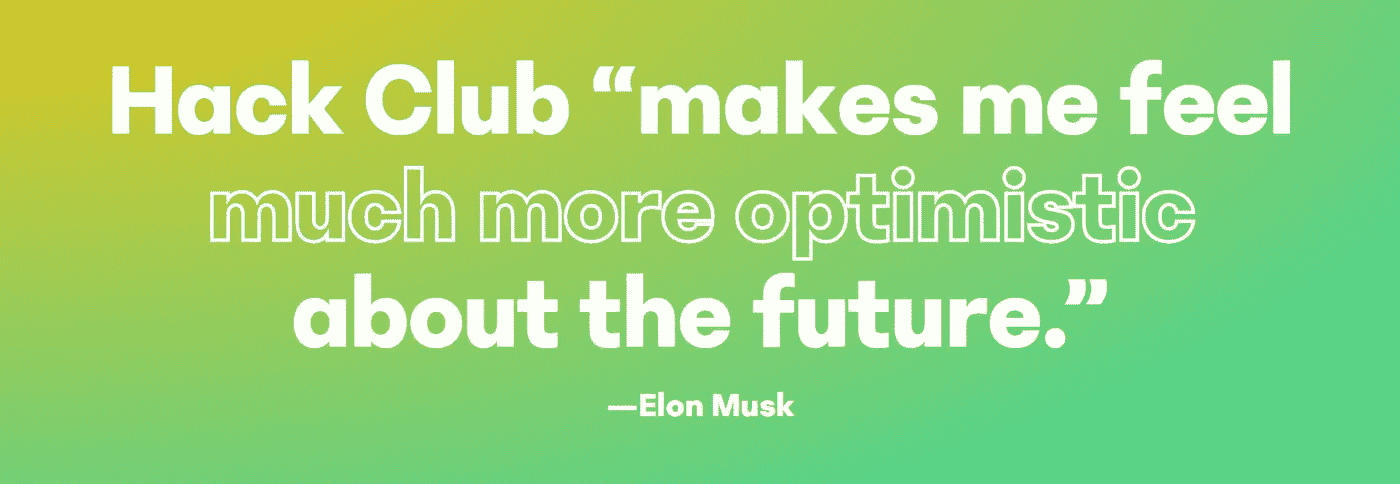 Hack Club “makes me feel
much more optimistic
about the future.”
—Elon Musk